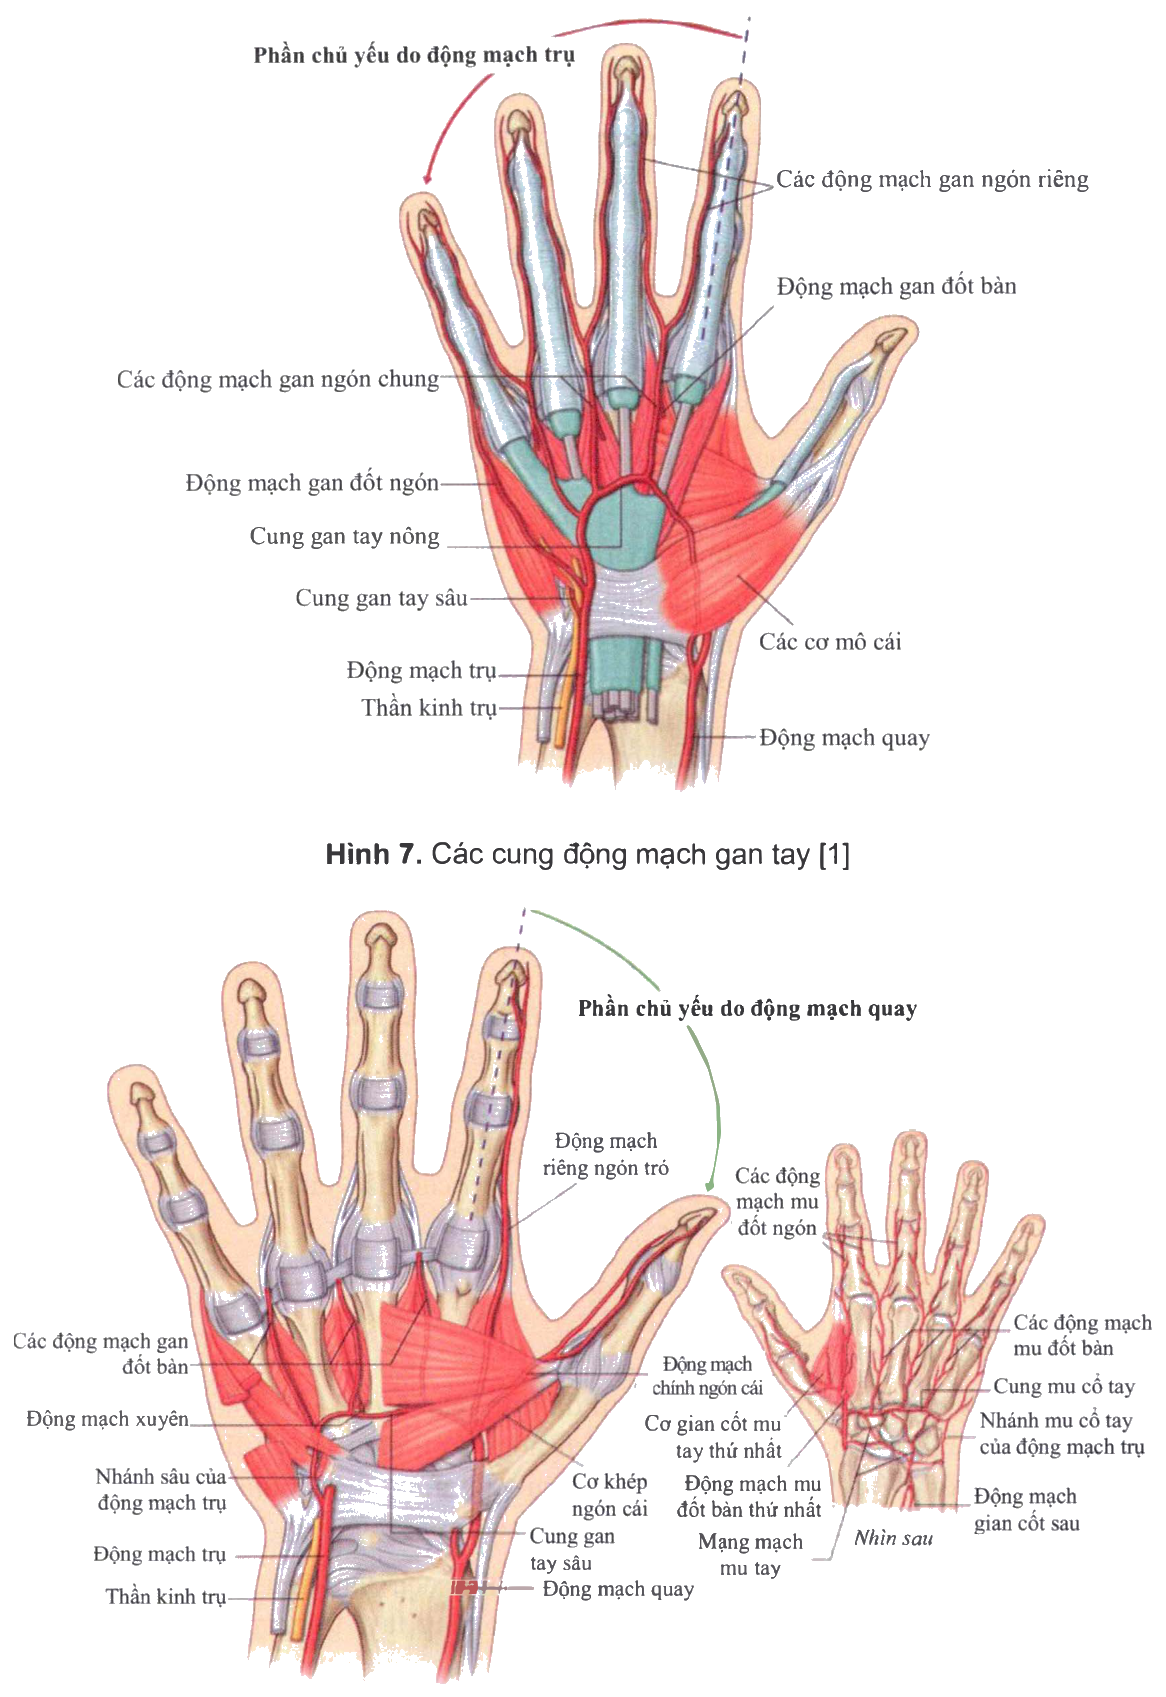 Phần chủ yếu do động mạch trụ
Các động mạch gan ngón riêng
Động mạch gan đốt bàn
Các động mạch gan ngón chung
Động mạch gan đốt ngón
Cung gan tay nông
Cung gan tay sâu
Các cơ mô cái
Động mạch trụ
Thần kinh trụ
Động mạch quay
Hình 7. Các cung động mạch gan tay [1]
Phần chủ yếu do động mạch quay
Động mạch
riêng ngón trỏ
Các động
mạch mu
đốt ngón
Các động mạch gan
đốt bàn
Động mạch xuyên
Nhánh sâu của
động mạch trụ
Động mạch trụ
Thần kinh trụ
Động mạch
chính ngón cái
Cơ gian cốt mu
tay thứ nhất
Cơ khép
ngón cái
Động mạch mu
đốt bàn thứ nhất
Cung gan
tay sâu
Mạng mạch
mu tay
Động mạch quay
Các động mạch
mu đốt bàn
Cung mu cổ tay
Nhánh mu cổ tay
của động mạch trụ
Động mạch
gian cốt sau
Nhìn sau